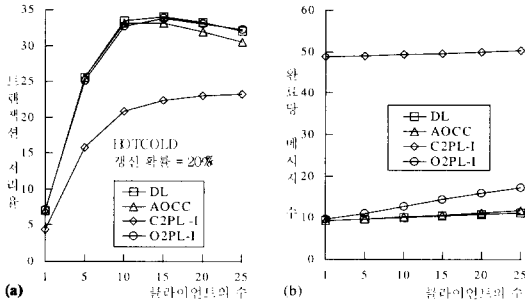 (a)
35
30
25
20
15
10
5
0
트랜잭션 처리율
HOTCOLD
갱신 확률 = 20%
DL
AOCC
C2PL-I
O2PL-I
1 5 10 15 20 25
클라이언트의 수
(b)
60
50
40
30
20
10
0
완료당 메시지 수
DL
AOCC
C2PL-I
O2PL-I
1 5 10 15 20 25
클라이언트의 수